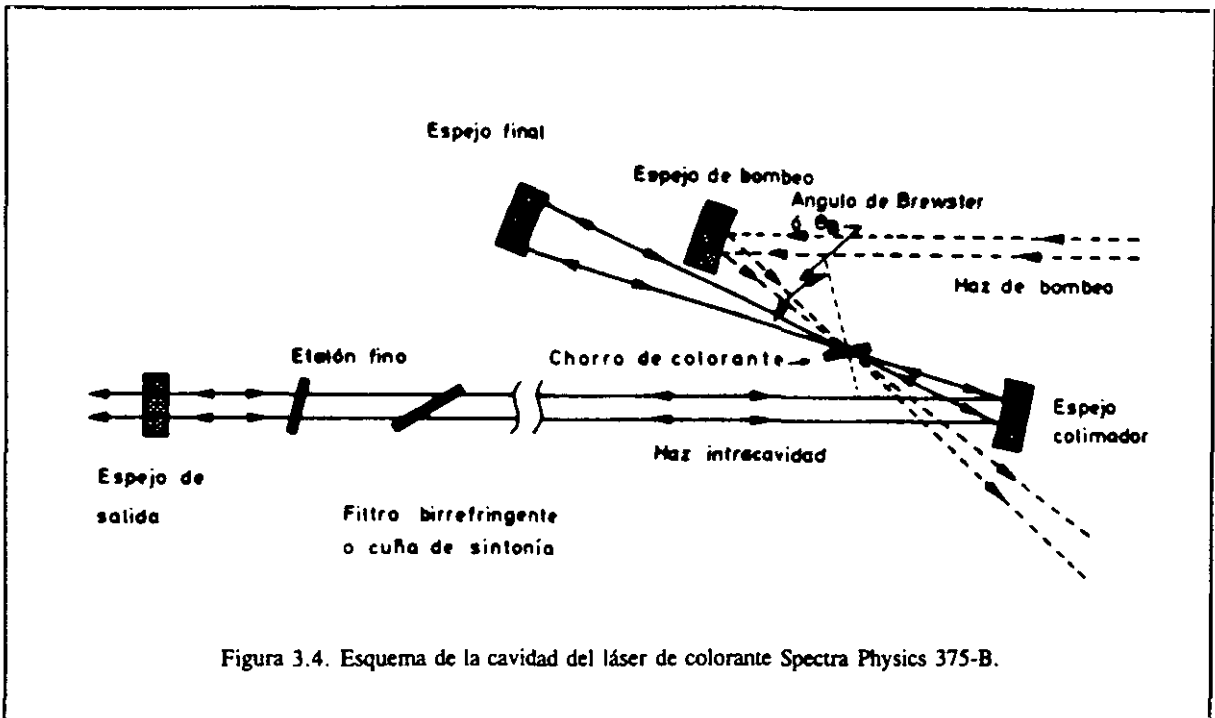 Espejo final
Espejo de bombeo
Angulo de Brewster
ó θB
Haz de bombeo
Etalón fino
Chorro de colorante
Espejo
colimador
Haz intracavidad
Espejo de
salida
Filtro birrefringente
o cuña de sintonía
Figura 3.4. Esquema de la cavidad del láser de colorante Spectra Physics 375-B.